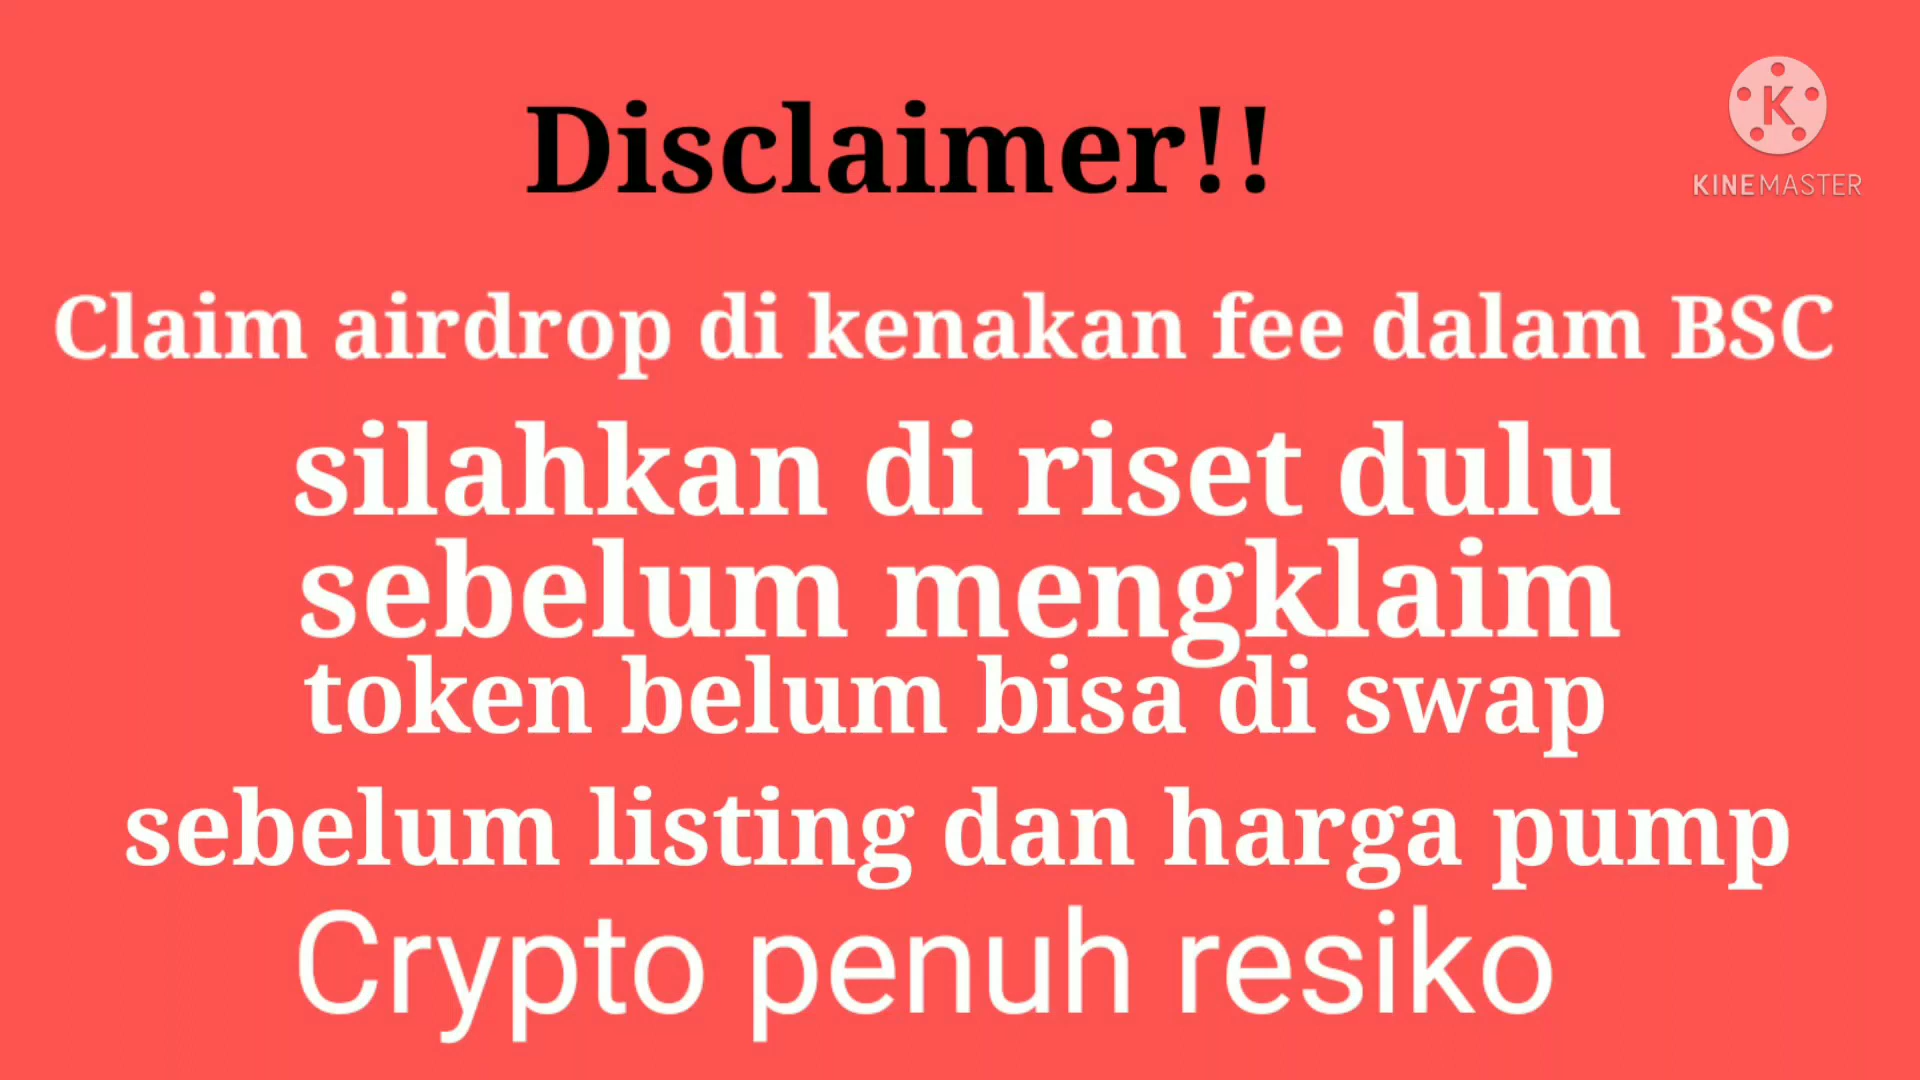 Disclaimer!!
K
KINEMASTER
Claim airdrop di kenakan fee dalam BSC
silahkan di riset dulu
sebelum mengklaim
token belum bisa di swap
sebelum listing dan harga pump
Crypto penuh resiko